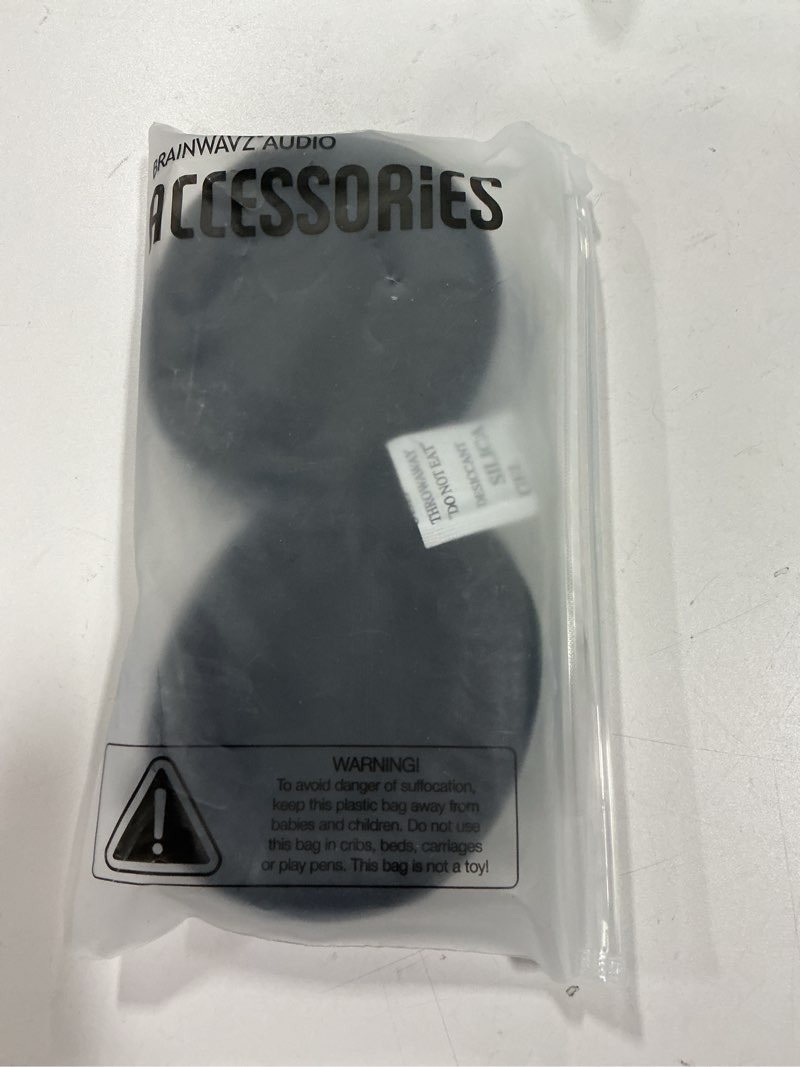 BRAINWAVZ AUDIO
ACCESSORiES
SILICA
DESICCANT
"DO NOT EAT"
THROWAWAY
WARNING!
To avoid danger of suffocation,
keep this plastic bag away from
babies and children. Do not use
this bag in cribs, beds, carriages
or play pens. This bag is not a toy!